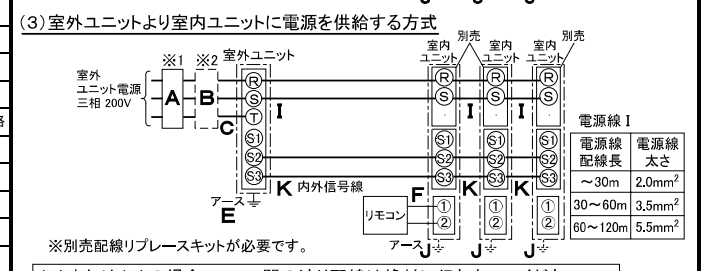 (3)室外ユニットより室内ユニットに電源を供給する方式
※1 ※2 室外ユニット
室内ユニット 別売 室内ユニット 室内ユニット 別売
室外
ユニット電源
三相 200V
A B C
R S T S1 S2 S3
I I I
R S S1 S2 S3
R S S1 S2 S3
R S S1 S2 S3
K 内外信号線 K K
アース
E
F
リモコン
① ②
① ②
① ②
アース J J J
電源線 I
電源線配線長 電源線太さ
~30m 2.0mm²
30~60m 3.5mm²
60~120m 5.5mm²
※別売配線リプレースキットが必要です。